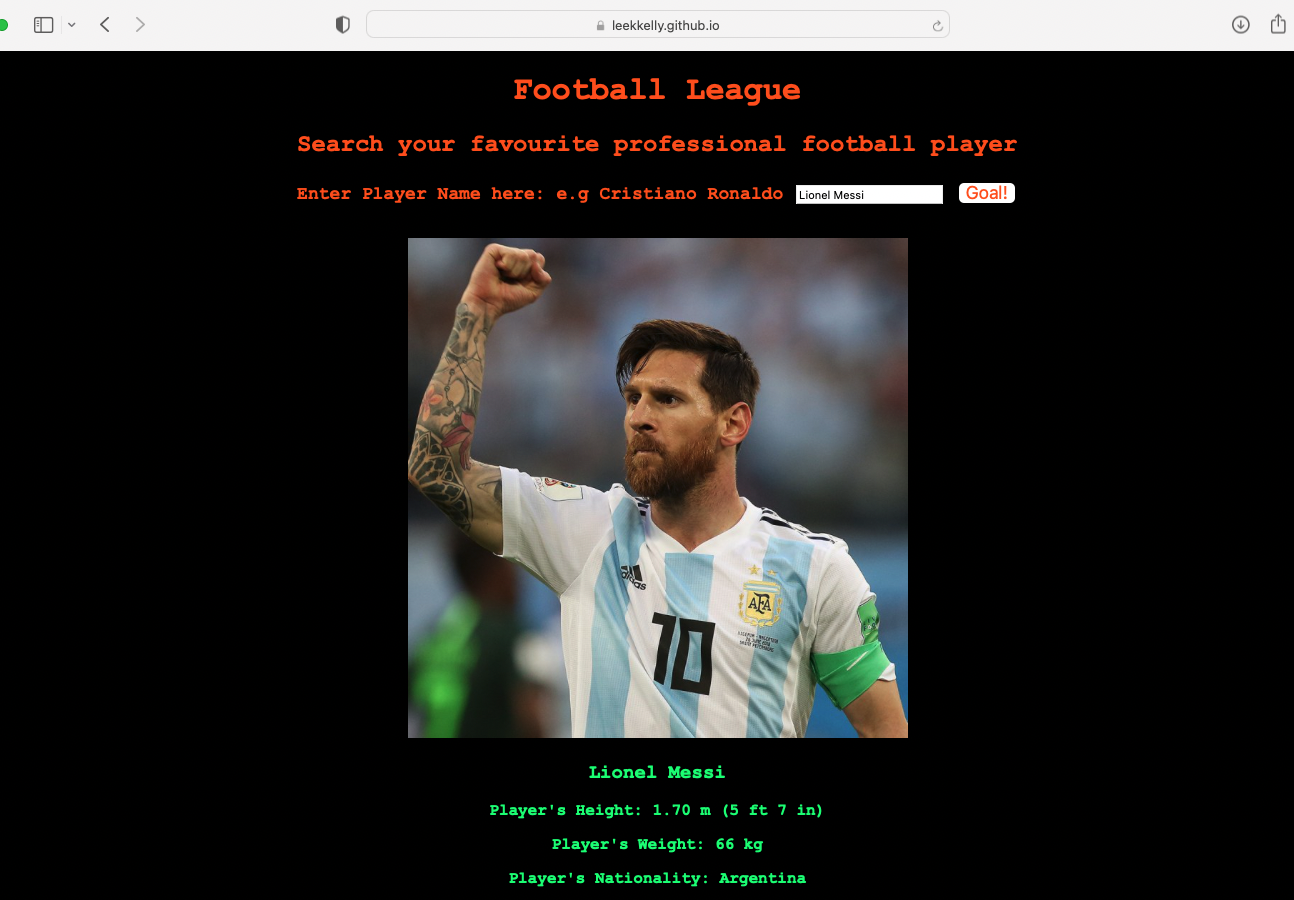 leekkelly.github.io
Football League
Search your favourite professional football player
Enter Player Name here: e.g Cristiano Ronaldo Lionel Messi Goal!
adidas
AFA
10
Lionel Messi
Player's Height: 1.70 m (5 ft 7 in)
Player's Weight: 66 kg
Player's Nationality: Argentina